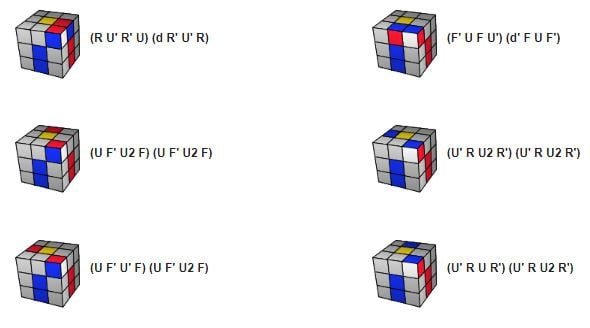 (R U' R' U) (d R' U' R)
(F' U F U') (d' F U F')
(U F' U2 F) (U F' U2 F)
(U' R U2 R') (U' R U2 R')
(U F' U' F) (U F' U2 F)
(U' R U R') (U' R U2 R')